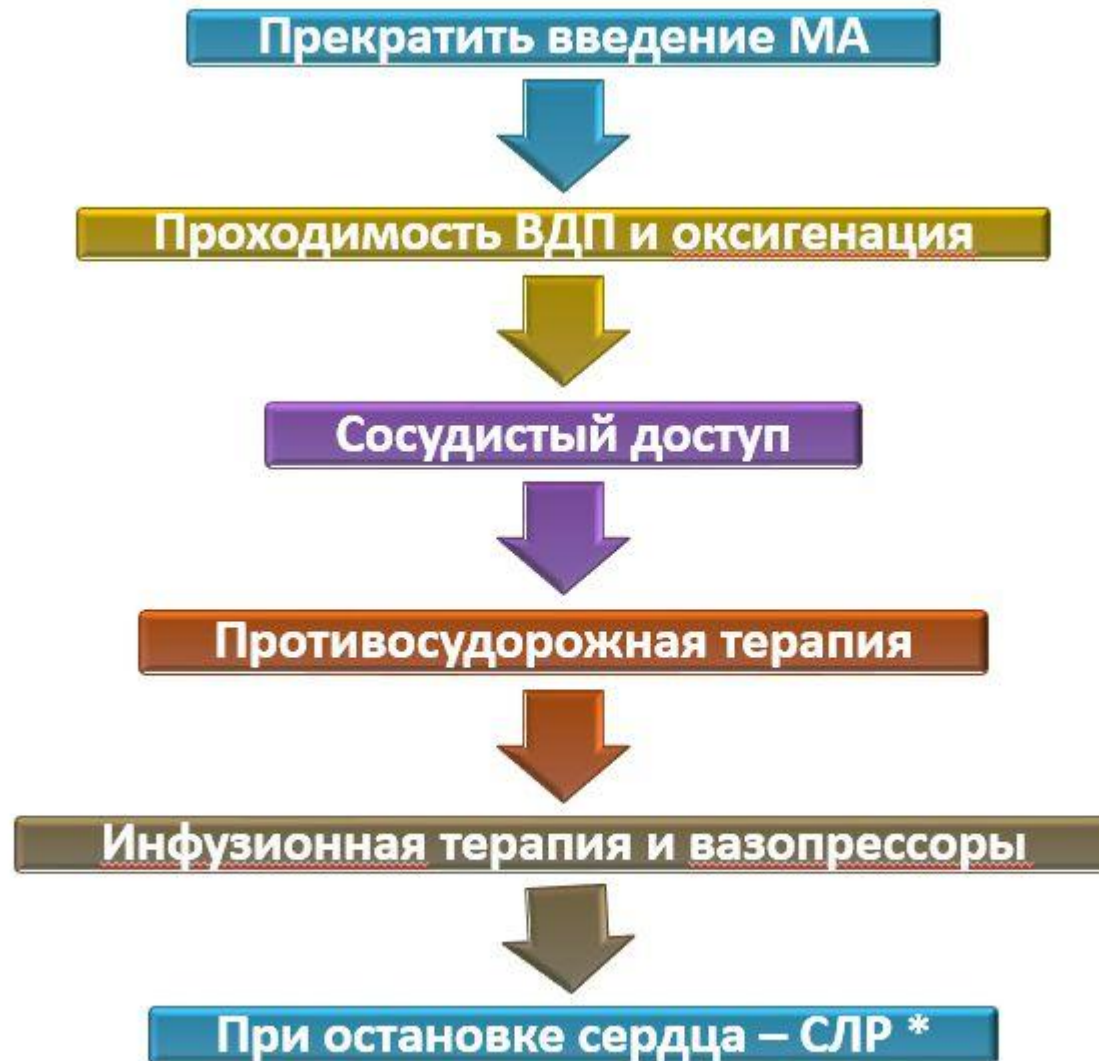 Прекратить введение МА
Проходимость ВДП и оксигенация
Сосудистый доступ
Противосудорожная терапия
Инфузионная терапия и вазопрессоры
При остановке сердца – СЛР *